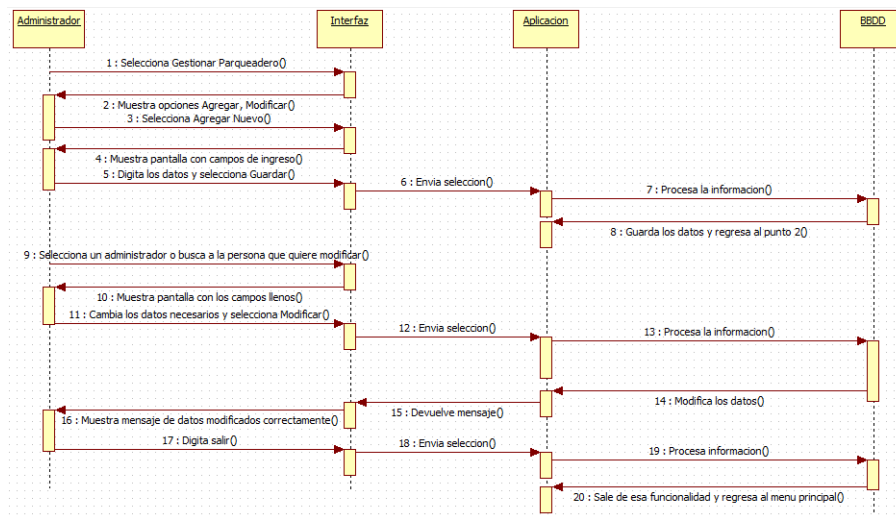 Administrador
Interfaz
Aplicacion
BBDD
1 : Selecciona Gestionar Parqueadero()
2 : Muestra opciones Agregar, Modificar()
3 : Selecciona Agregar Nuevo()
4 : Muestra pantalla con campos de ingreso()
5 : Digita los datos y selecciona Guardar()
6 : Envia seleccion()
7 : Procesa la informacion()
8 : Guarda los datos y regresa al punto 2()
9 : Selecciona un administrador o busca a la persona que quiere modificar()
10 : Muestra pantalla con los campos llenos()
11 : Cambia los datos necesarios y selecciona Modificar()
12 : Envia seleccion()
13 : Procesa la informacion()
14 : Modifica los datos()
15 : Devuelve mensaje()
16 : Muestra mensaje de datos modificados correctamente()
17 : Digita salir()
18 : Envia seleccion()
19 : Procesa informacion()
20 : Sale de esa funcionalidad y regresa al menu principal()